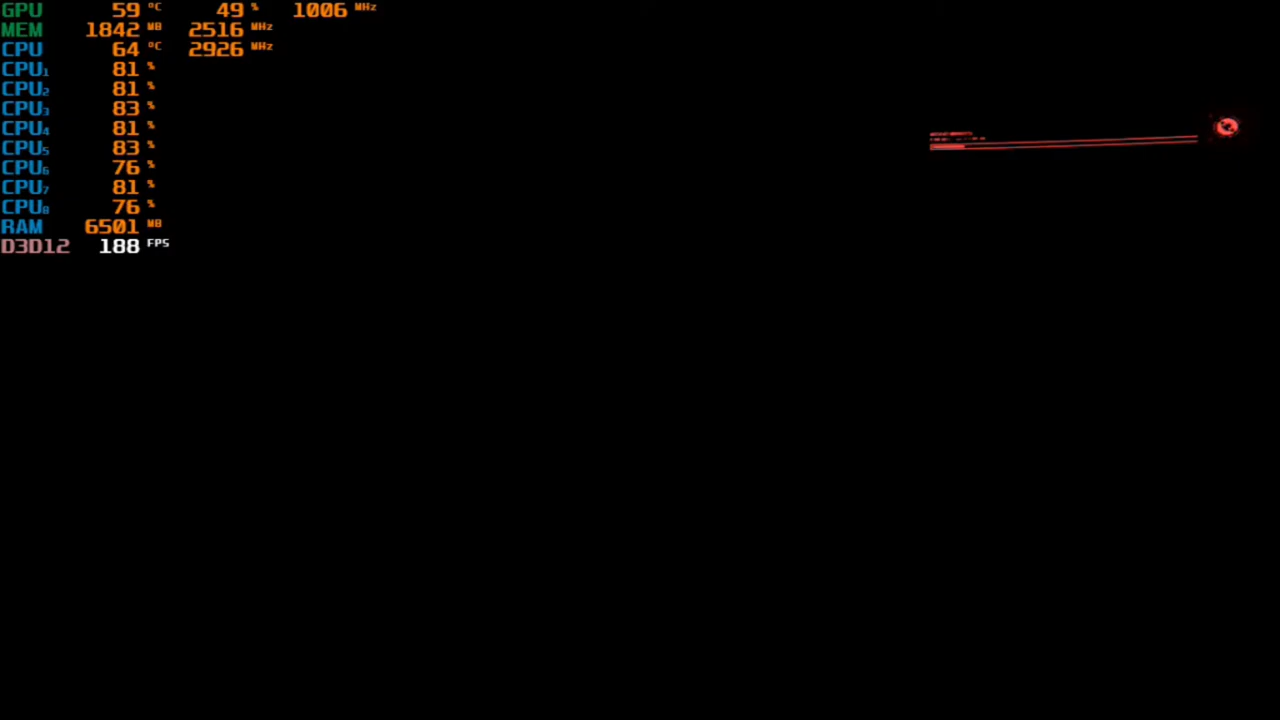 GPU 59 °C 49 % 1006 MHz
MEM 1842 MB 2516 MHz
CPU 64 °C 2926 MHz
CPU1 81 %
CPU2 81 %
CPU3 83 %
CPU4 81 %
CPU5 83 %
CPU6 76 %
CPU7 81 %
CPU8 76 %
RAM 6501 MB
D3D12 188 FPS